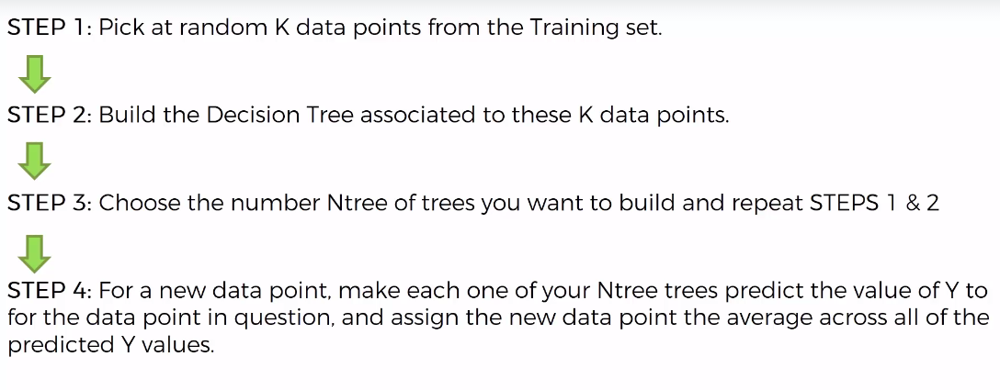 STEP 1: Pick at random K data points from the Training set.
STEP 2: Build the Decision Tree associated to these K data points.
STEP 3: Choose the number Ntree of trees you want to build and repeat STEPS 1 & 2
STEP 4: For a new data point, make each one of your Ntree trees predict the value of Y to
for the data point in question, and assign the new data point the average across all of the
predicted Y values.